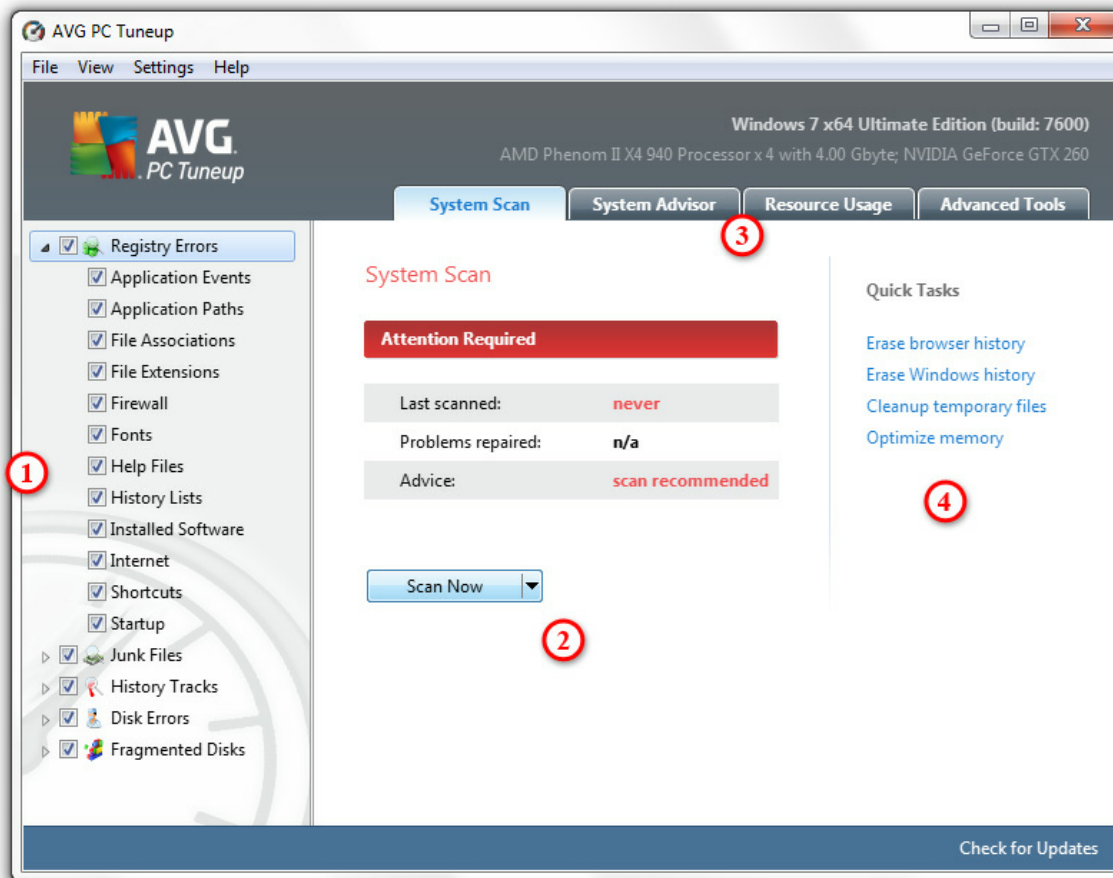 AVG PC Tuneup
File View Settings Help
AVG.
PC Tuneup
Windows 7 x64 Ultimate Edition (build: 7600)
AMD Phenom II X4 940 Processor x 4 with 4.00 Gbyte; NVIDIA GeForce GTX 260
System Scan System Advisor Resource Usage Advanced Tools
3
Registry Errors
Application Events
Application Paths
File Associations
File Extensions
Firewall
Fonts
Help Files
1
History Lists
Installed Software
Internet
Shortcuts
Startup
Junk Files
History Tracks
Disk Errors
Fragmented Disks
System Scan
Attention Required
Last scanned: never
Problems repaired: n/a
Advice: scan recommended
Scan Now
2
Quick Tasks
Erase browser history
Erase Windows history
Cleanup temporary files
Optimize memory
4
Check for Updates